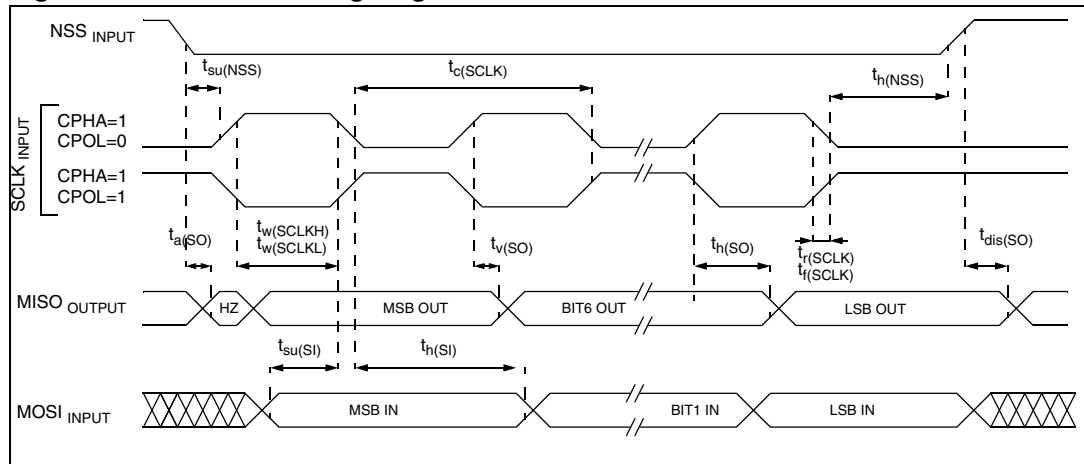 NSS INPUT
tsu(NSS)
tc(SCLK)
th(NSS)
SCLK INPUT
CPHA=1
CPOL=0
CPHA=1
CPOL=1
ta(SO)
tw(SCLKH)
tw(SCLKL)
tv(SO)
th(SO)
tr(SCLK)
tf(SCLK)
tdis(SO)
MISO OUTPUT
HZ
MSB OUT
BIT6 OUT
LSB OUT
tsu(SI)
th(SI)
MOSI INPUT
MSB IN
BIT1 IN
LSB IN